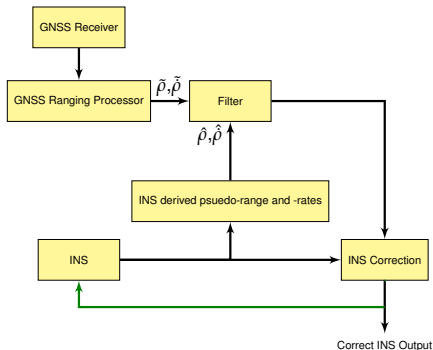 GNSS Receiver
GNSS Ranging Processor
ρ̃,ρ̇̃
Filter
ρ̂,ρ̇̂
INS derived psuedo-range and -rates
INS
INS Correction
Correct INS Output